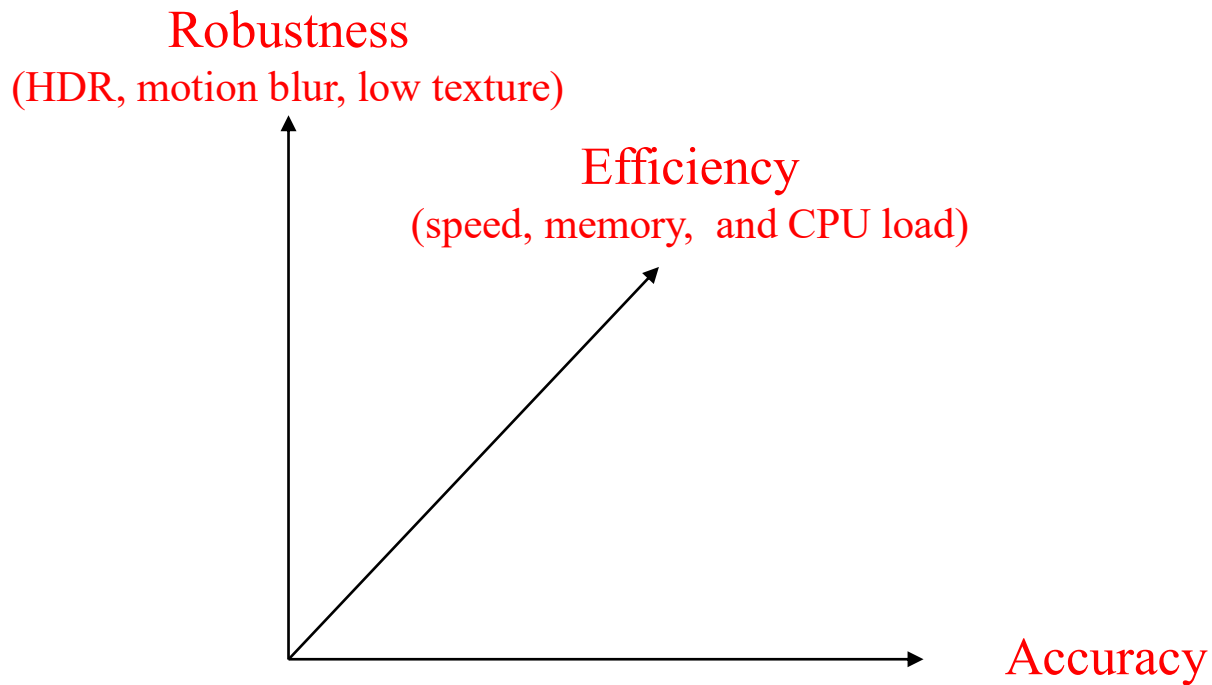 Robustness
(HDR, motion blur, low texture)
Efficiency
(speed, memory,  and CPU load)
Accuracy